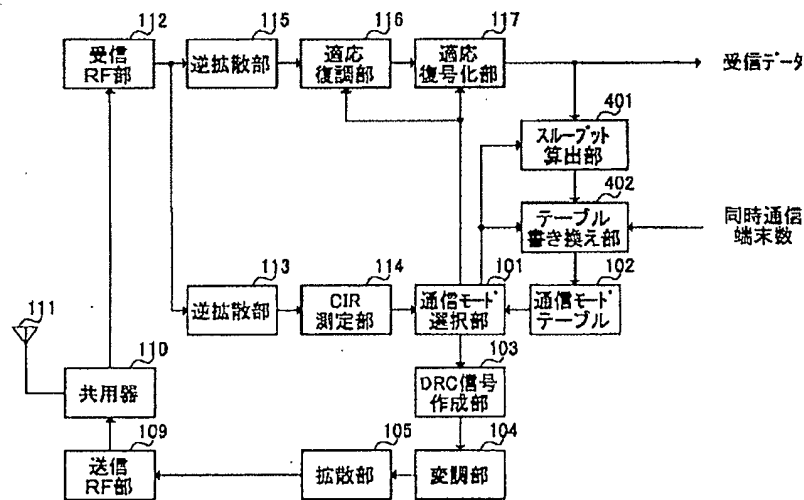 112
受信
RF部
115
逆拡散部
116
適応
復調部
117
適応
復号化部
受信データ
401
スループット
算出部
402
テーブル
書き換え部
同時通信
端末数
113
逆拡散部
114
CIR
測定部
101
通信モード
選択部
102
通信モード
テーブル
111
110
共用器
103
DRC信号
作成部
109
送信
RF部
105
拡散部
104
変調部